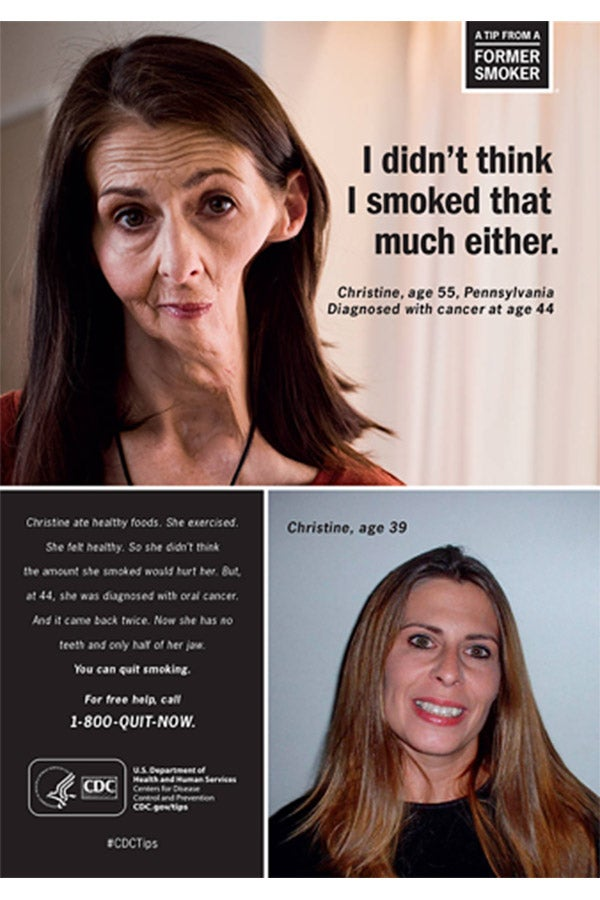 A TIP FROM A
FORMER
SMOKER
I didn't think
I smoked that
much either.
Christine, age 55, Pennsylvania
Diagnosed with cancer at age 44
Christine ate healthy foods. She exercised.
She felt healthy. So she didn't think
the amount she smoked would hurt her. But,
at 44, she was diagnosed with oral cancer.
And it came back twice. Now she has no
teeth and only half of her jaw.
You can quit smoking.
For free help, call
1-800-QUIT-NOW.
CDC
U.S. Department of
Health and Human Services
Centers for Disease
Control and Prevention
CDC.gov/tips
#CDCTips
Christine, age 39